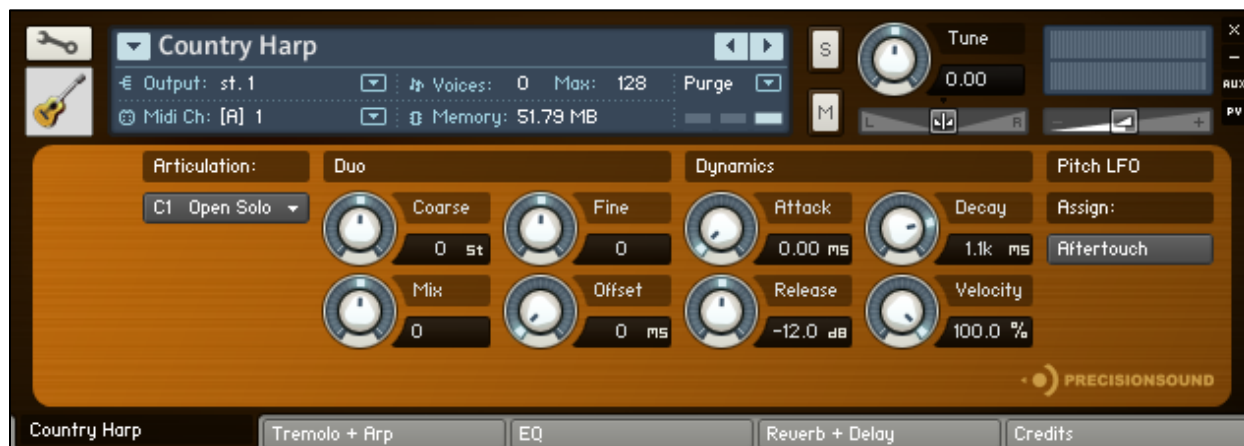 Country Harp
S
Tune
×
Output: st.1
Voices: 0 Max: 128
Purge
0.00
AUX
Midi Ch: [A] 1
Memory: 51.79 MB
M
L
R
-
+
PV
Articulation:
Duo
Dynamics
Pitch LFO
C1 Open Solo
Coarse
Fine
Attack
Decay
Assign:
0 st
0
0.00 ms
1.1k ms
Aftertouch
Mix
Offset
Release
Velocity
0
0 ms
-12.0 dB
100.0 %
PRECISIONSOUND
Country Harp
Tremolo + Arp
EQ
Reverb + Delay
Credits